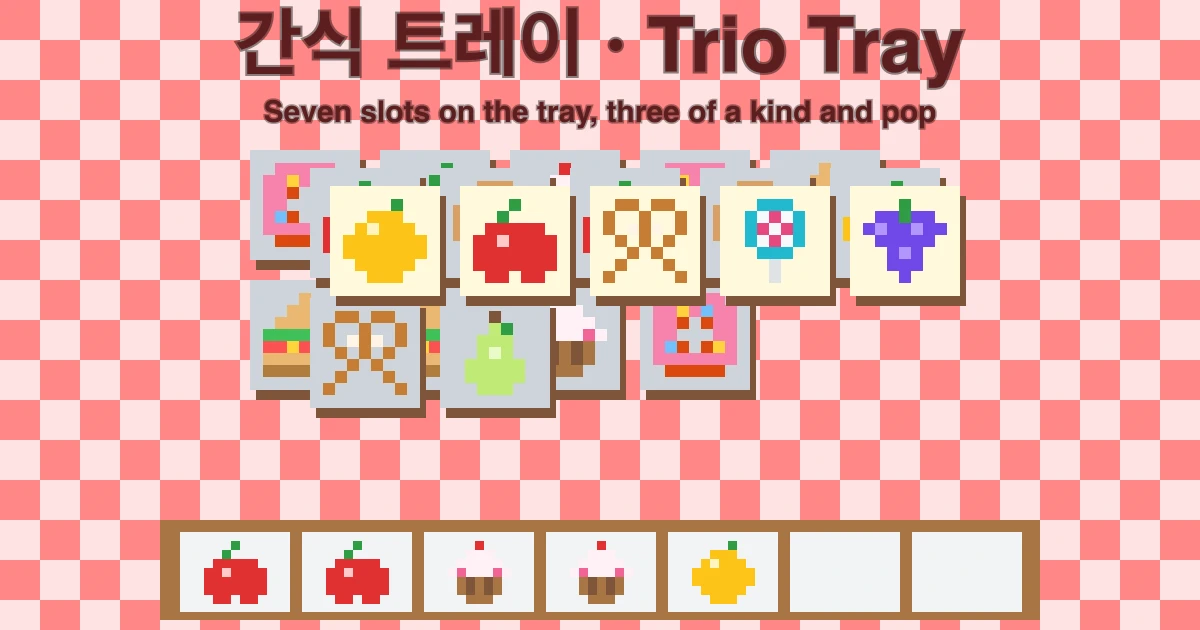 간식 트레이 · Trio Tray
Seven slots on the tray, three of a kind and pop